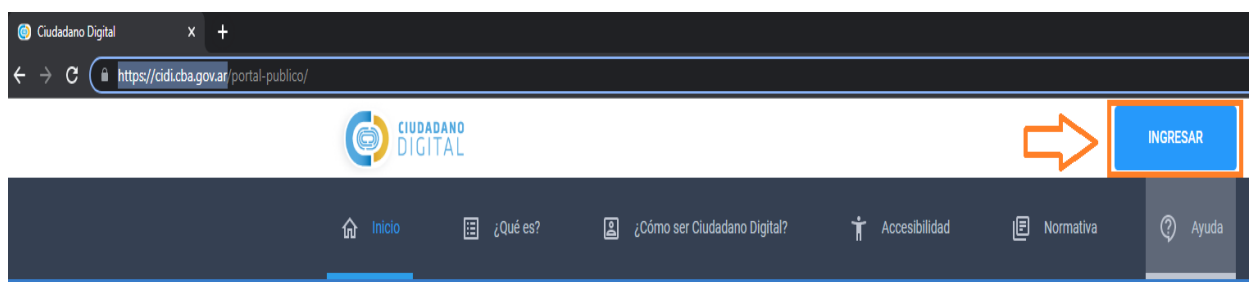 Ciudadano Digital
https://cidi.cba.gov.ar/portal-publico/
CIUDADANO
DIGITAL
INGRESAR
Inicio
¿Qué es?
¿Cómo ser Ciudadano Digital?
Accesibilidad
Normativa
Ayuda